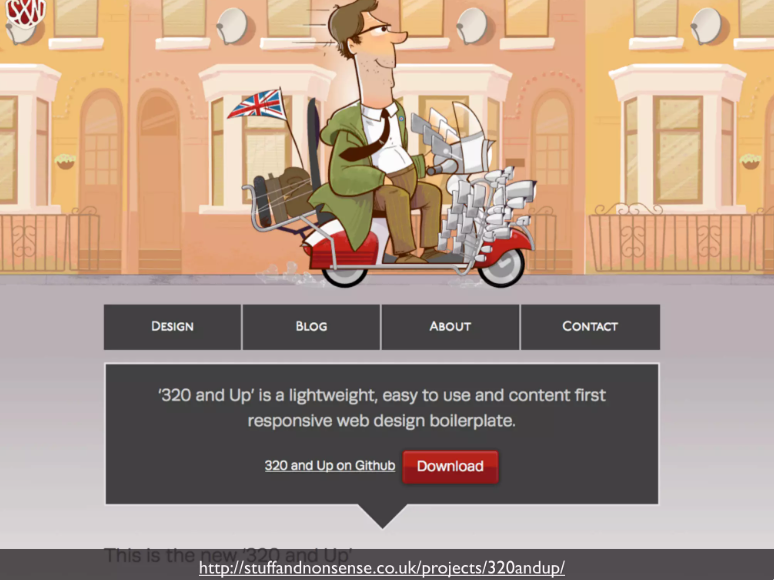 SXN
Design
Blog
About
Contact
'320 and Up' is a lightweight, easy to use and content first
responsive web design boilerplate.
320 and Up on Github
Download
This is the new '320 and Up'
http://stuffandnonsense.co.uk/projects/320andup/